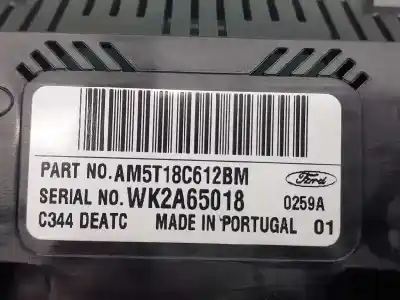 PART NO.AM5T18C612BM
Ford
SERIAL NO.WK2A65018
0259A
C344 DEATC MADE IN PORTUGAL 01